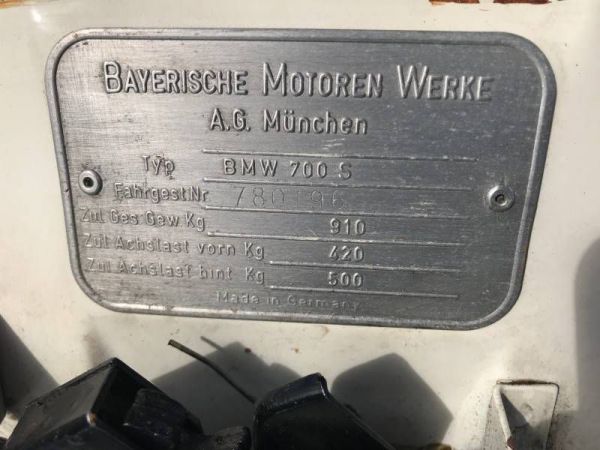 BAYERISCHE MOTOREN WERKE
A.G. München
Typ BMW 700 S
Fahrgest Nr 780196
Zul Ges Gew Kg 910
Zul Achslast vorn Kg 420
Zul Achslast hint Kg 500
Made in Germany